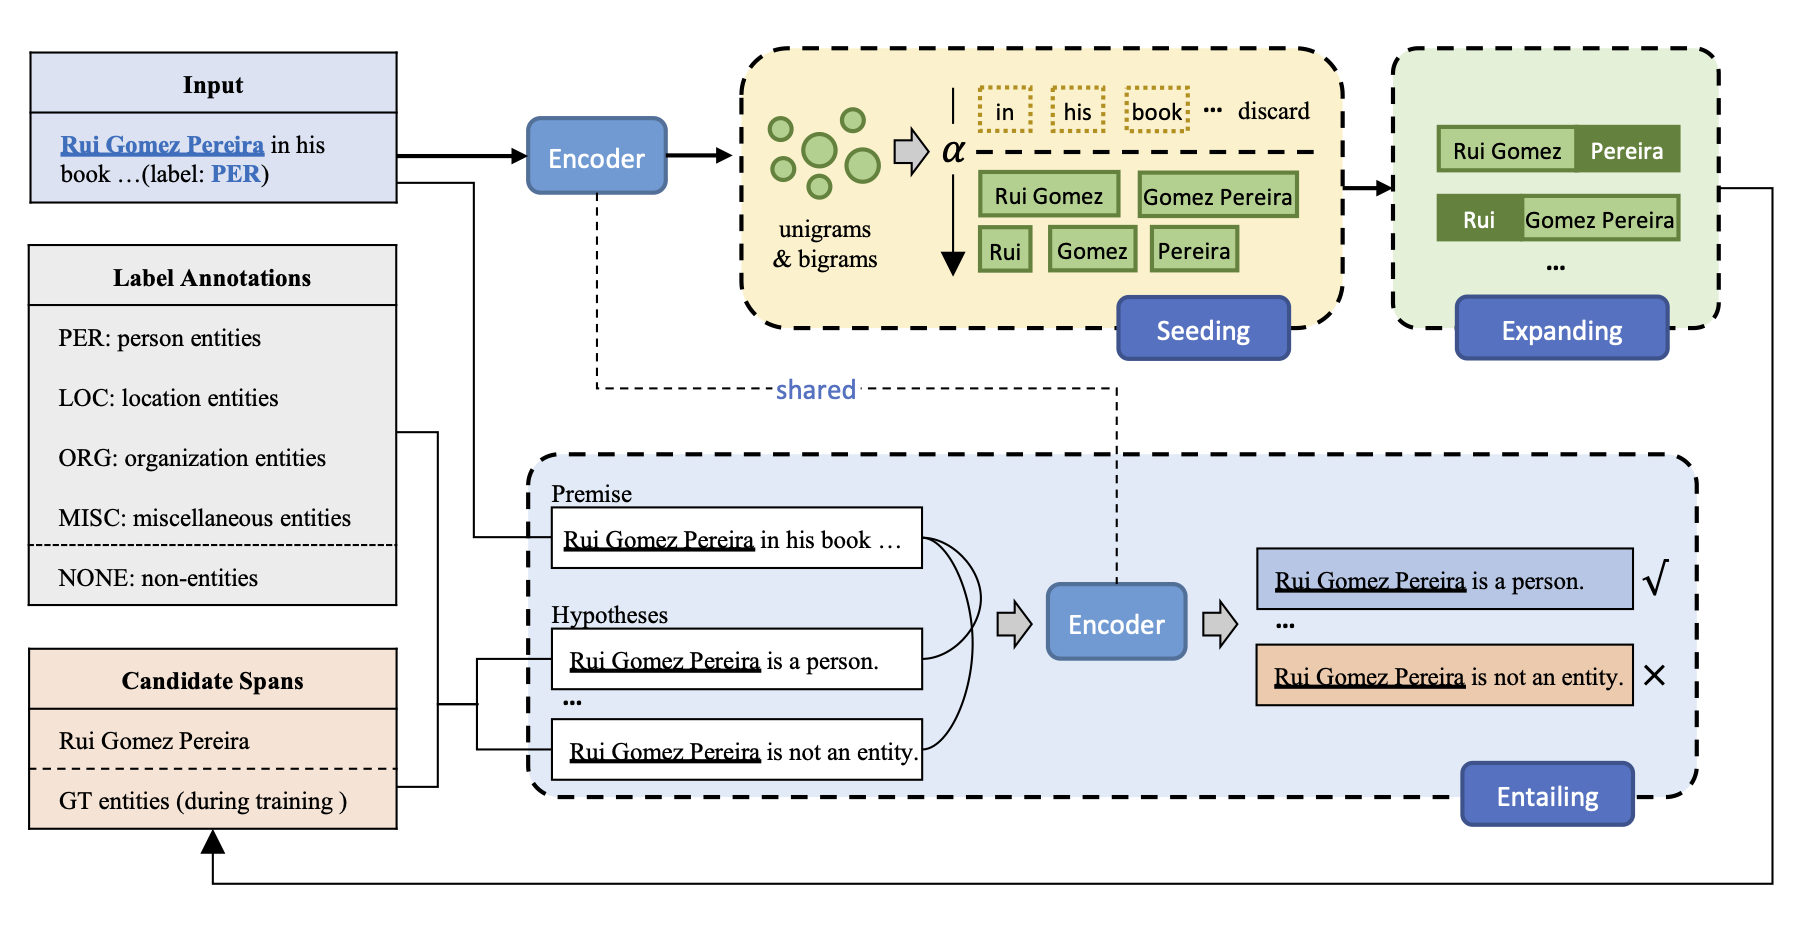 Input
Rui Gomez Pereira in his
book …(label: PER)
Label Annotations
PER: person entities
LOC: location entities
ORG: organization entities
MISC: miscellaneous entities
NONE: non-entities
Candidate Spans
Rui Gomez Pereira
GT entities (during training )
Encoder
unigrams
& bigrams
α
in his book ... discard
Rui Gomez Gomez Pereira
Rui Gomez Pereira
Seeding
Rui Gomez Pereira
Rui Gomez Pereira
...
Expanding
shared
Premise
Rui Gomez Pereira in his book …
Hypotheses
Rui Gomez Pereira is a person.
...
Rui Gomez Pereira is not an entity.
Encoder
Rui Gomez Pereira is a person. √
...
Rui Gomez Pereira is not an entity. ×
Entailing